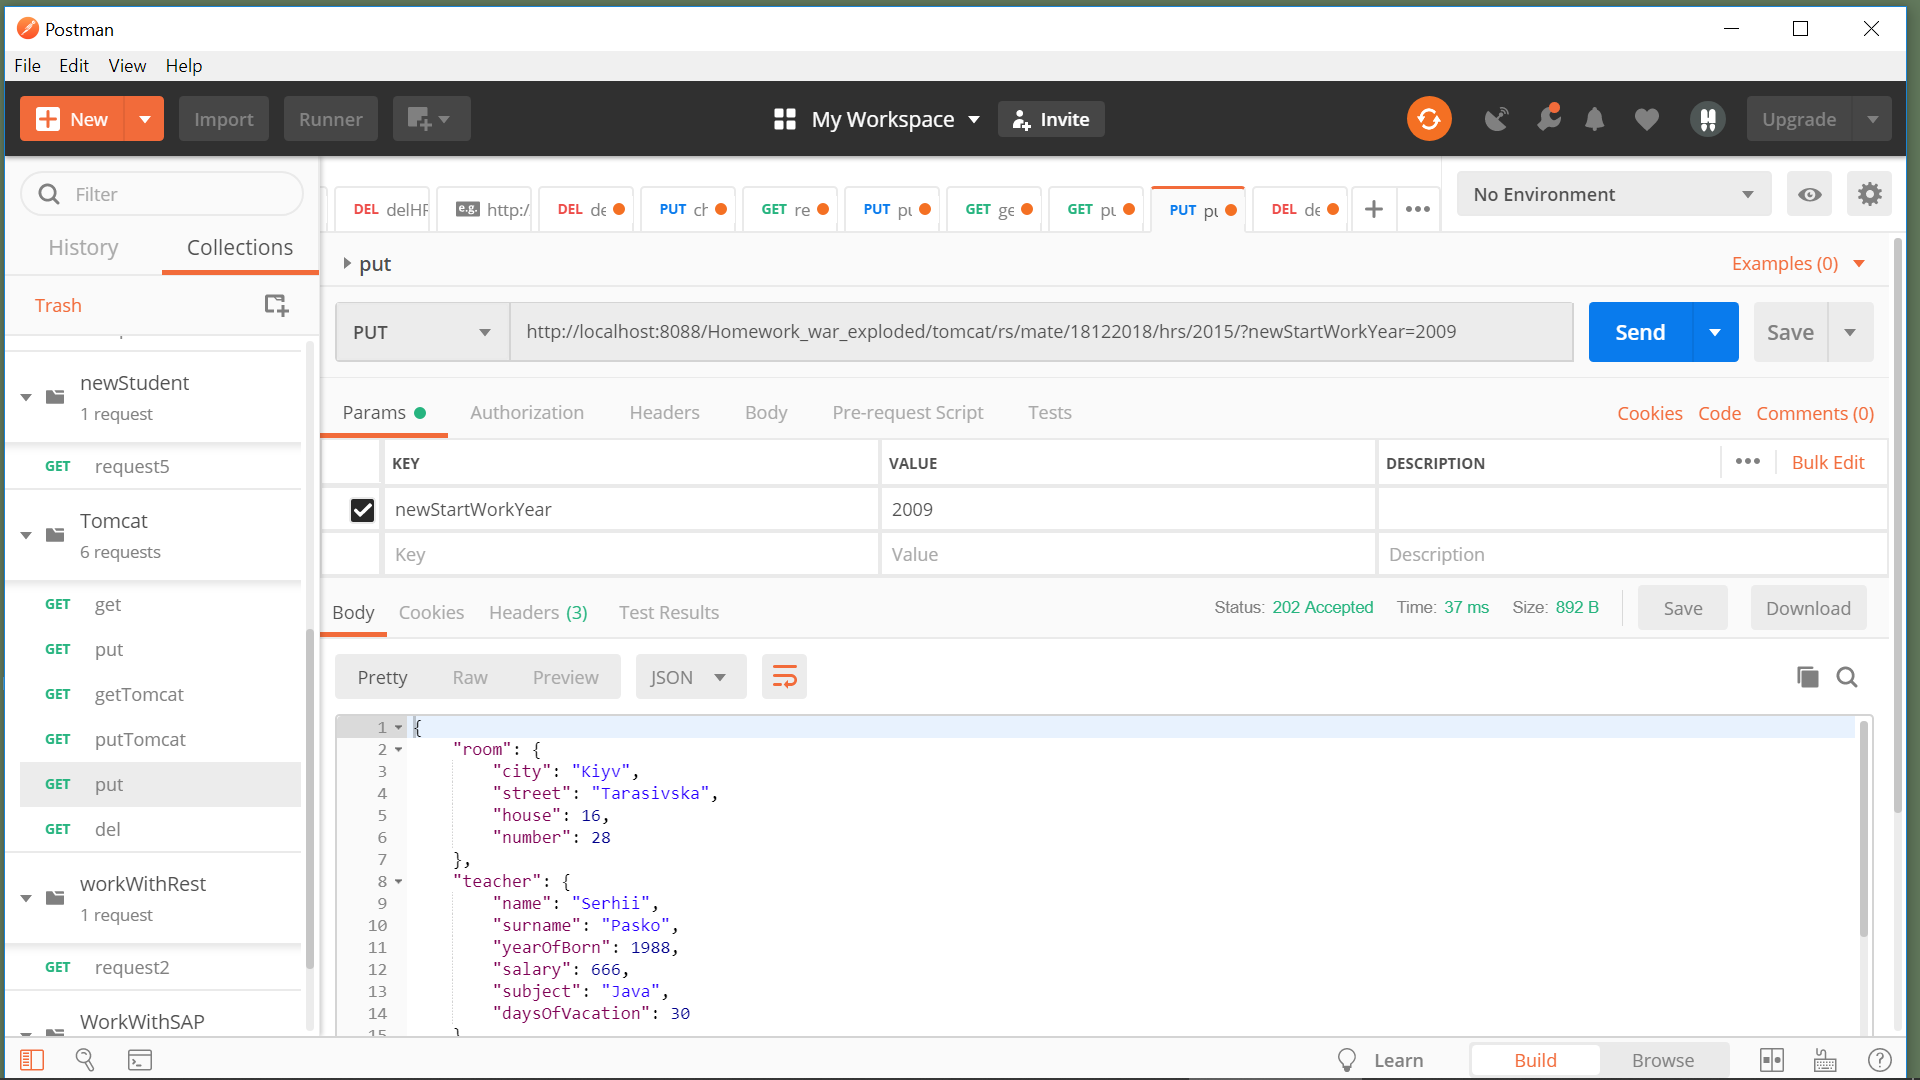 Postman
File Edit View Help
New Import Runner My Workspace Invite Upgrade
Filter
History Collections
Trash
newStudent
1 request
GET request5
Tomcat
6 requests
GET get
GET put
GET getTomcat
GET putTomcat
GET put
GET del
workWithRest
1 request
GET request2
WorkWithSAP
DEL delHR e.g. http:/ DEL de PUT ch GET re PUT pu GET ge GET pu PUT pu DEL de + •••
No Environment
put
Examples (0)
PUT http://localhost:8088/Homework_war_exploded/tomcat/rs/mate/18122018/hrs/2015/?newStartWorkYear=2009
Send Save
Params Authorization Headers Body Pre-request Script Tests Cookies Code Comments (0)
KEY VALUE DESCRIPTION ••• Bulk Edit
newStartWorkYear 2009
Key Value Description
Body Cookies Headers (3) Test Results Status: 202 Accepted Time: 37 ms Size: 892 B Save Download
Pretty Raw Preview JSON
1 {
2 "room": {
3 "city": "Kiyv",
4 "street": "Tarasivska",
5 "house": 16,
6 "number": 28
7 },
8 "teacher": {
9 "name": "Serhii",
10 "surname": "Pasko",
11 "yearOfBorn": 1988,
12 "salary": 666,
13 "subject": "Java",
14 "daysOfVacation": 30
15 }
Learn Build Browse